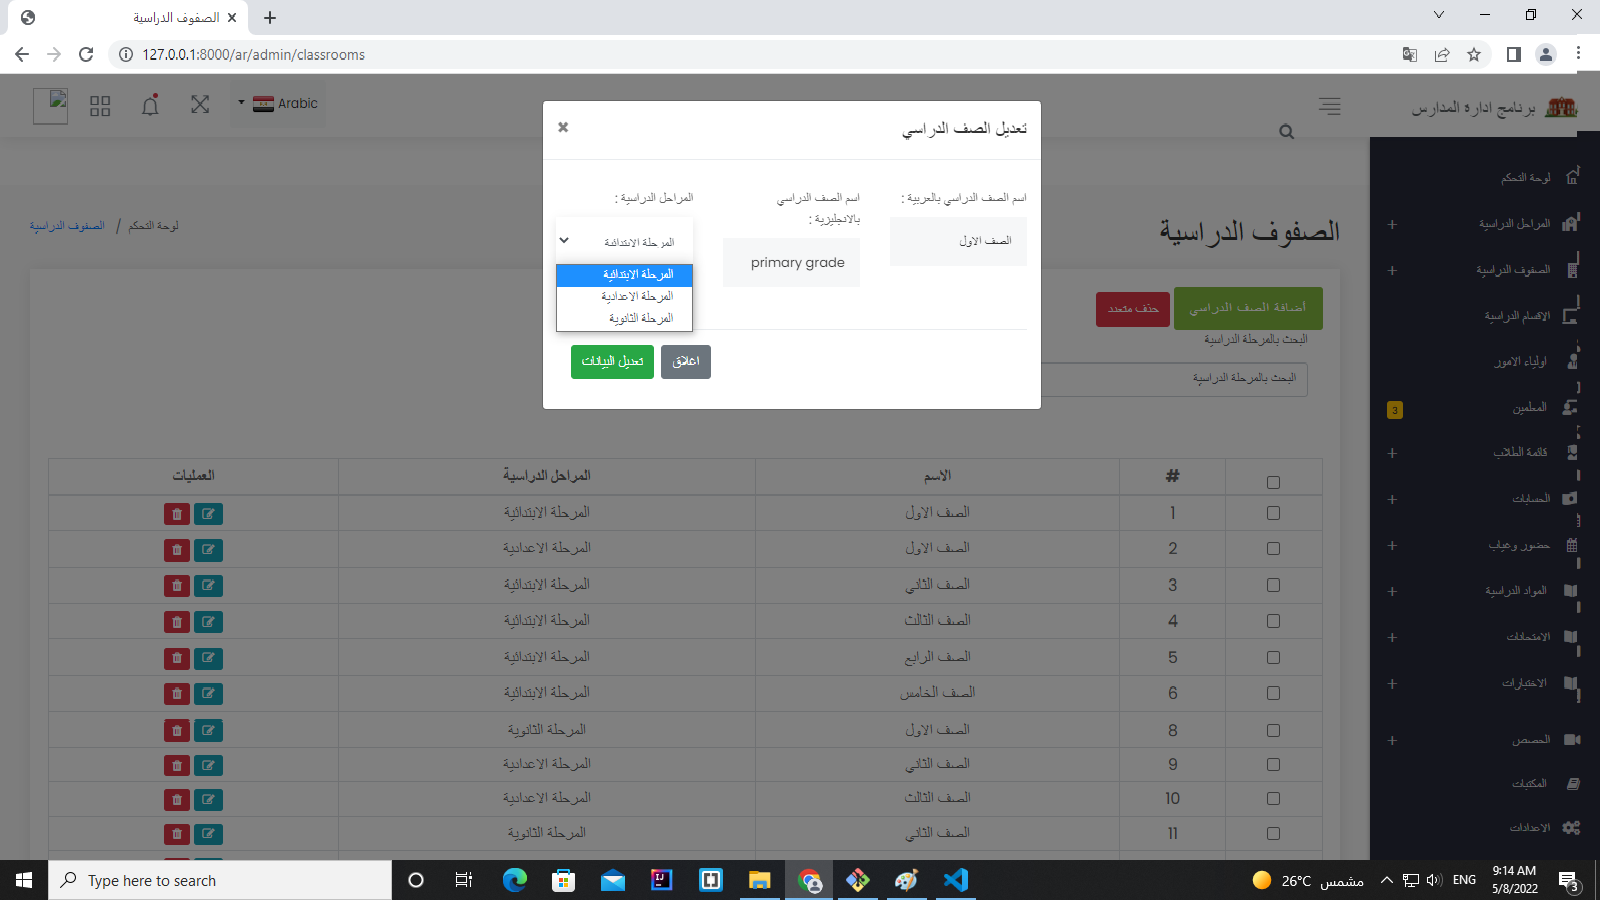 الصفوف الدراسية
127.0.0.1:8000/ar/admin/classrooms
Arabic
برنامج ادارة المدارس
تعديل الصف الدراسي
اسم الصف الدراسي بالعربية :
الصف الاول
اسم الصف الدراسي
بالانجليزية :
primary grade
المراحل الدراسية :
المرحلة الابتدائية
المرحلة الابتدائية
المرحلة الاعدادية
المرحلة الثانوية
اغلاق
تعديل البيانات
الصفوف الدراسية
لوحة التحكم / الصفوف الدراسية
أضافة الصف الدراسي
حذف متعدد
البحث بالمرحلة الدراسية
البحث بالمرحلة الدراسية
# الاسم المراحل الدراسية العمليات
1 الصف الاول المرحلة الابتدائية
2 الصف الاول المرحلة الاعدادية
3 الصف الثاني المرحلة الابتدائية
4 الصف الثالث المرحلة الابتدائية
5 الصف الرابع المرحلة الابتدائية
6 الصف الخامس المرحلة الابتدائية
8 الصف الاول المرحلة الثانوية
9 الصف الثاني المرحلة الاعدادية
10 الصف الثالث المرحلة الاعدادية
11 الصف الثاني المرحلة الثانوية
لوحة التحكم
المراحل الدراسية
الصفوف الدراسية
الاقسام الدراسية
اولياء الامور
المعلمين
3
قائمة الطلاب
الحسابات
حضور وغياب
المواد الدراسية
الامتحانات
الاختبارات
الحصص
المكتبات
الاعدادات
Type here to search
26°C مشمس
ENG
9:14 AM
5/8/2022
3